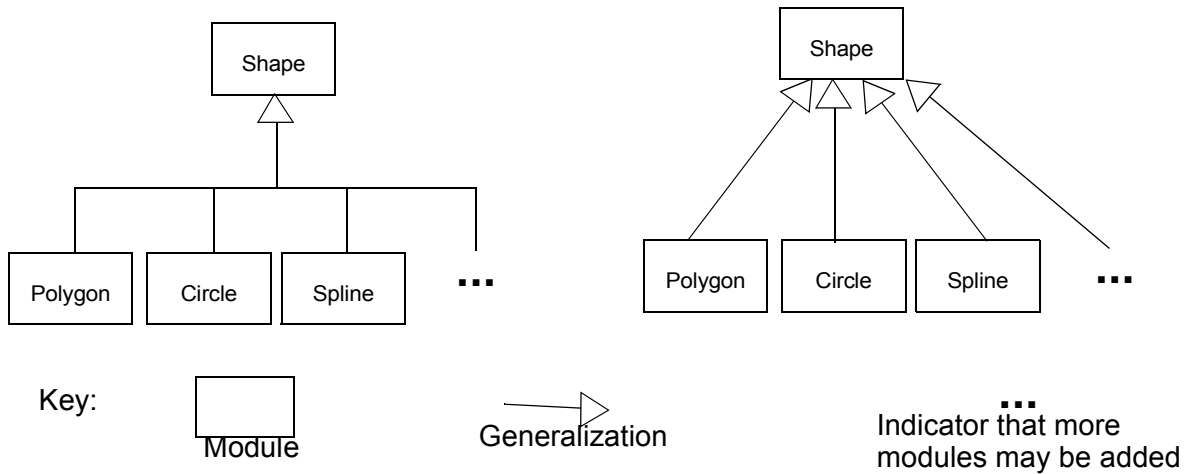 Shape
Polygon
Circle
Spline
...
Shape
Polygon
Circle
Spline
...
Key:
Module
Generalization
...
Indicator that more
modules may be added